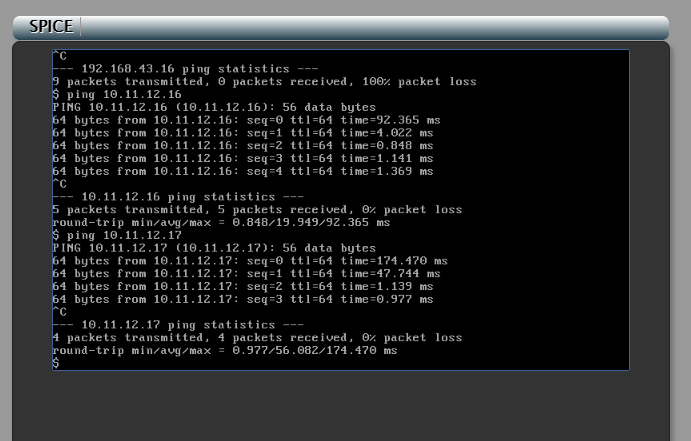 SPICE
^C
--- 192.168.43.16 ping statistics ---
9 packets transmitted, 0 packets received, 100% packet loss
$ ping 10.11.12.16
PING 10.11.12.16 (10.11.12.16): 56 data bytes
64 bytes from 10.11.12.16: seq=0 ttl=64 time=92.365 ms
64 bytes from 10.11.12.16: seq=1 ttl=64 time=4.022 ms
64 bytes from 10.11.12.16: seq=2 ttl=64 time=0.848 ms
64 bytes from 10.11.12.16: seq=3 ttl=64 time=1.141 ms
64 bytes from 10.11.12.16: seq=4 ttl=64 time=1.369 ms
^C
--- 10.11.12.16 ping statistics ---
5 packets transmitted, 5 packets received, 0% packet loss
round-trip min/avg/max = 0.848/19.949/92.365 ms
$ ping 10.11.12.17
PING 10.11.12.17 (10.11.12.17): 56 data bytes
64 bytes from 10.11.12.17: seq=0 ttl=64 time=174.470 ms
64 bytes from 10.11.12.17: seq=1 ttl=64 time=47.744 ms
64 bytes from 10.11.12.17: seq=2 ttl=64 time=1.139 ms
64 bytes from 10.11.12.17: seq=3 ttl=64 time=0.977 ms
^C
--- 10.11.12.17 ping statistics ---
4 packets transmitted, 4 packets received, 0% packet loss
round-trip min/avg/max = 0.977/56.082/174.470 ms
$